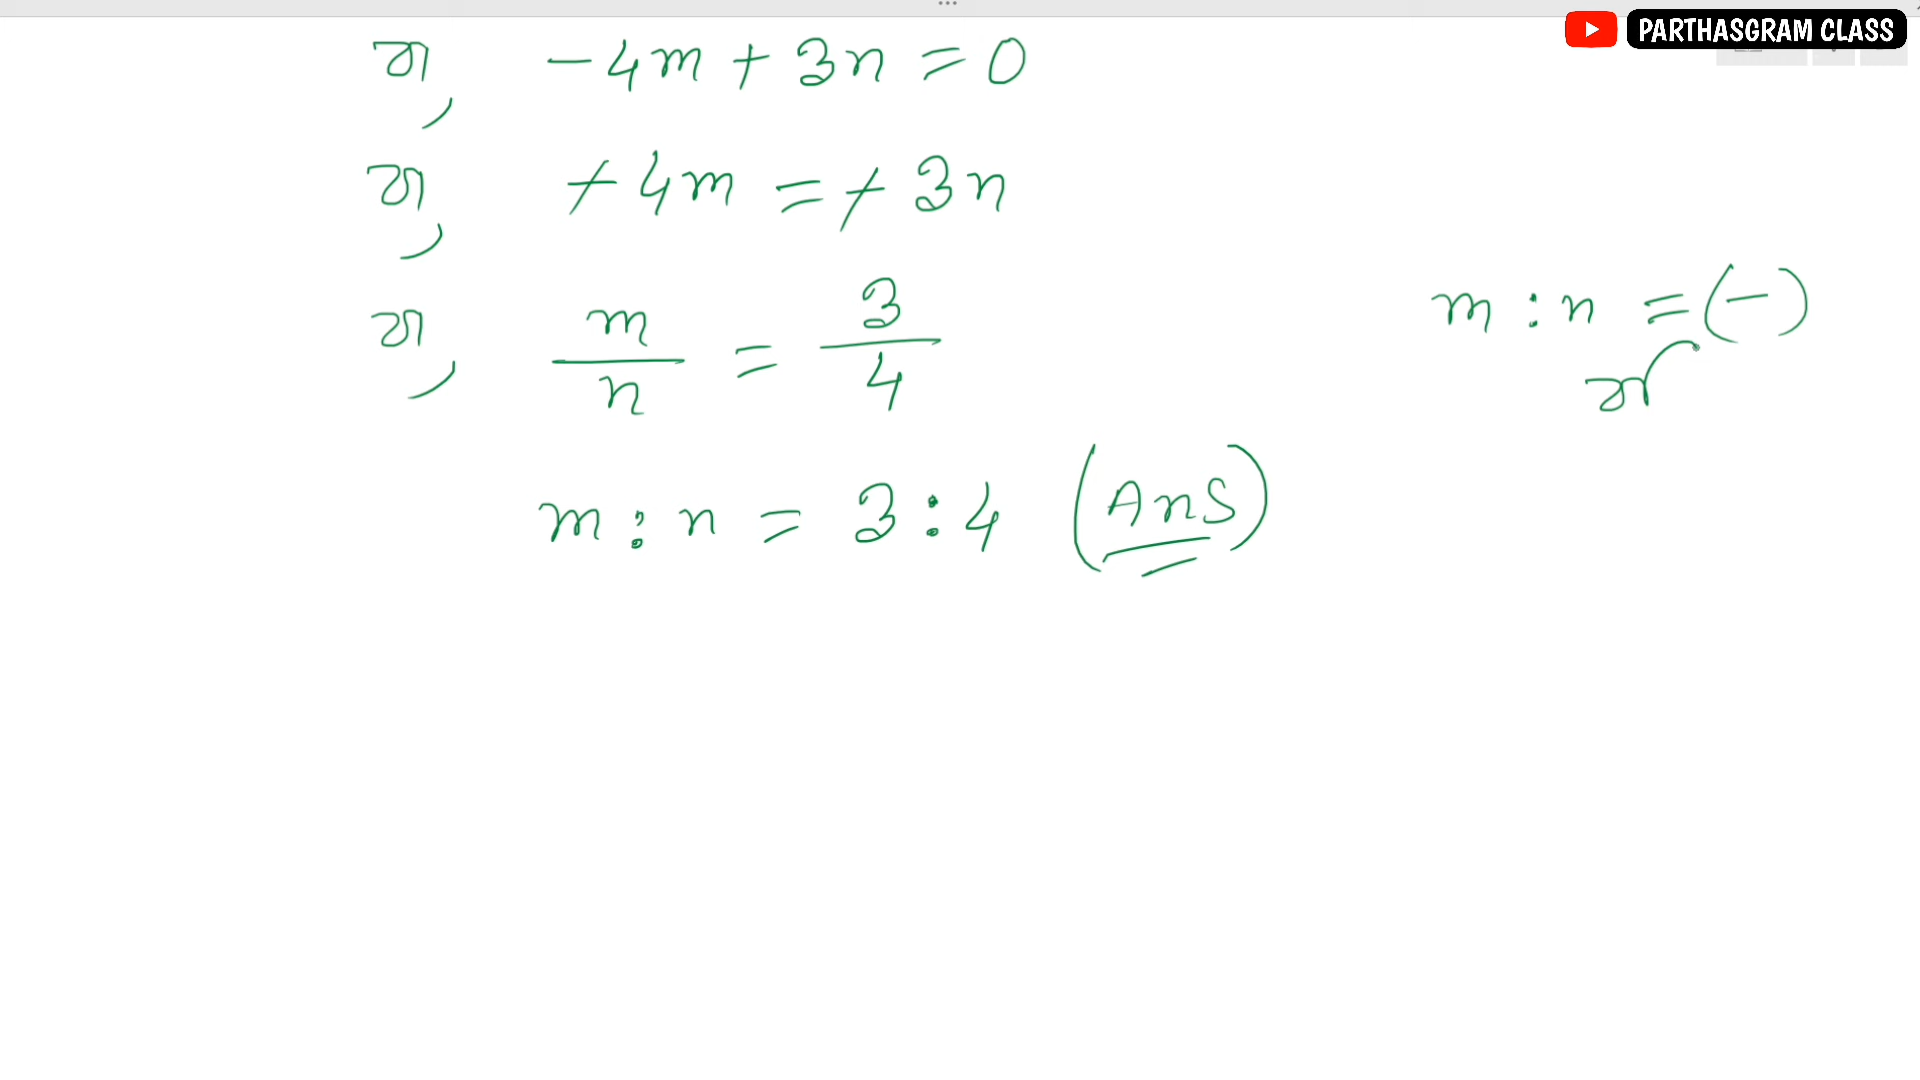 PARTHASGRAM CLASS
বা, -4m + 3n = 0
বা, -4m = -3n
বা, m/n = 3/4
m : n = (-)
বা
m : n = 3 : 4 (Ans)